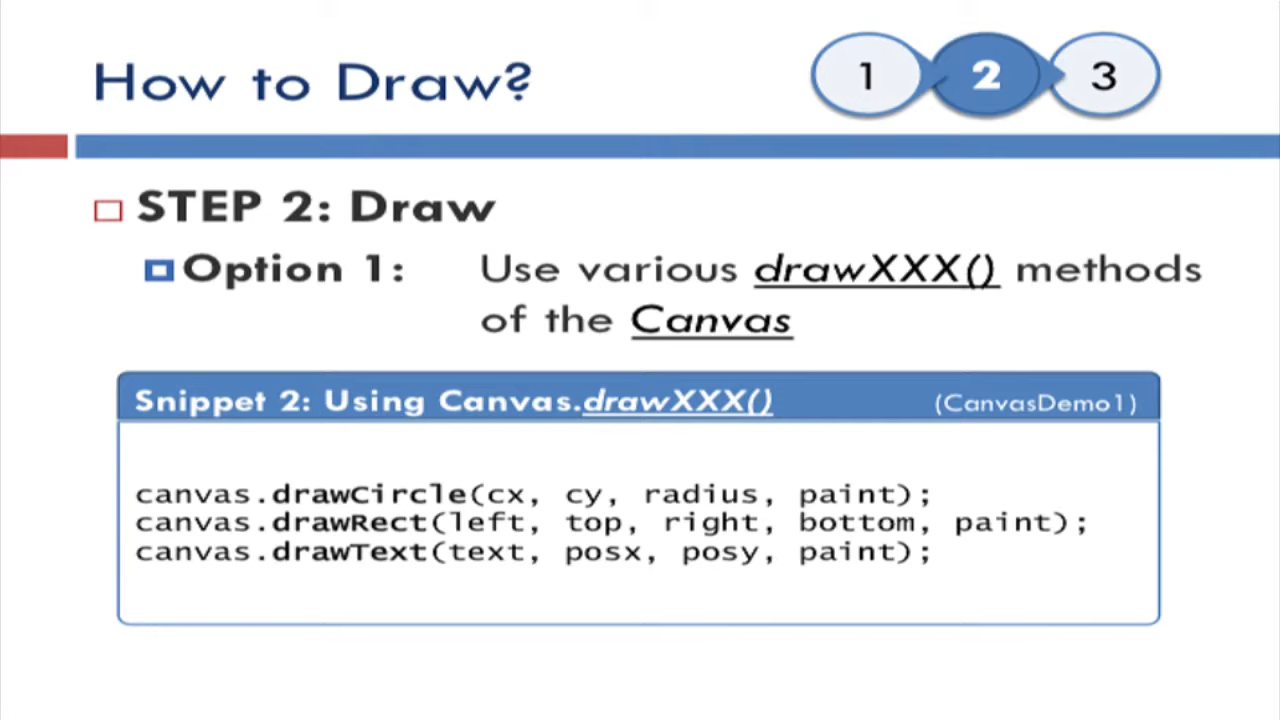 How to Draw?
1 2 3
STEP 2: Draw
Option 1: Use various drawXXX() methods
of the Canvas
Snippet 2: Using Canvas.drawXXX() (CanvasDemo1)
canvas.drawCircle(cx, cy, radius, paint);
canvas.drawRect(left, top, right, bottom, paint);
canvas.drawText(text, posx, posy, paint);